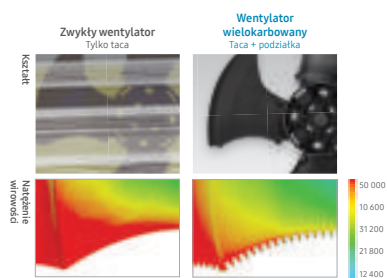 Zwykły wentylator
Tylko taca
Wentylator
wielokarbowany
Taca + podziałka
Kształt
Natężenie
wirowości
50 000
10 600
31 200
21 800
12 400